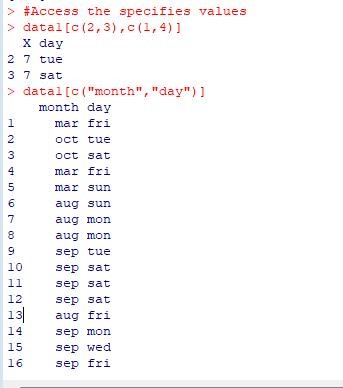 > #Access the specifies values
> data1[c(2,3),c(1,4)]
  X day
2 7 tue
3 7 sat
> data1[c("month","day")]
   month day
1    mar fri
2    oct tue
3    oct sat
4    mar fri
5    mar sun
6    aug sun
7    aug mon
8    aug mon
9    sep tue
10   sep sat
11   sep sat
12   sep sat
13   aug fri
14   sep mon
15   sep wed
16   sep fri